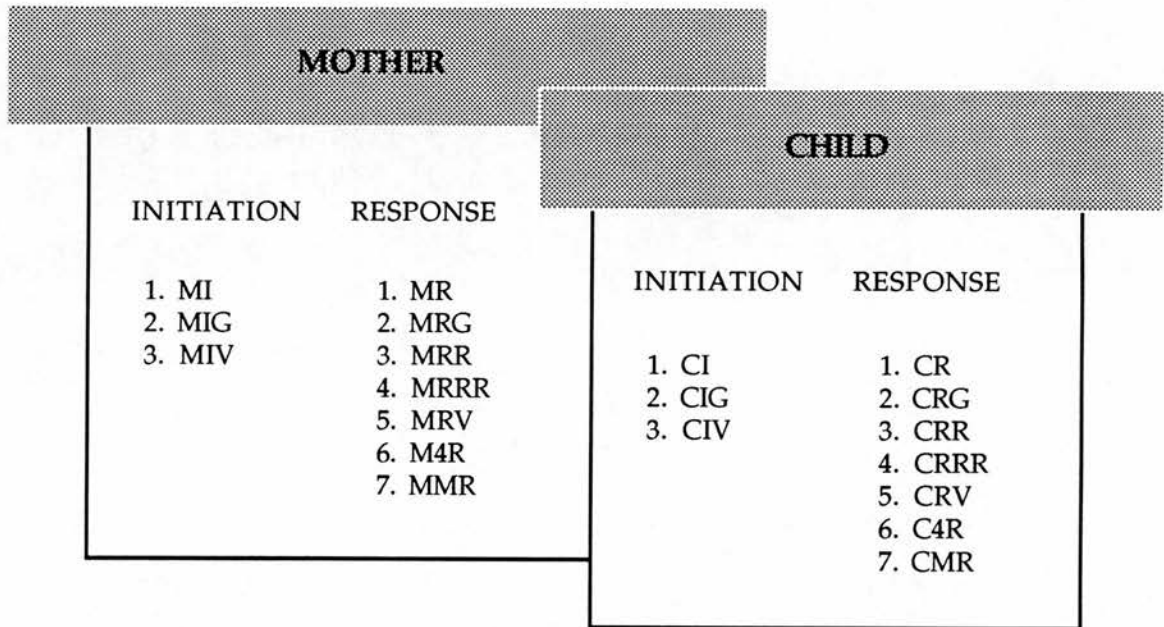 MOTHER
INITIATION RESPONSE
1. MI 1. MR
2. MIG 2. MRG
3. MIV 3. MRR
4. MRRR
5. MRV
6. M4R
7. MMR
CHILD
INITIATION RESPONSE
1. CI 1. CR
2. CIG 2. CRG
3. CIV 3. CRR
4. CRRR
5. CRV
6. C4R
7. CMR